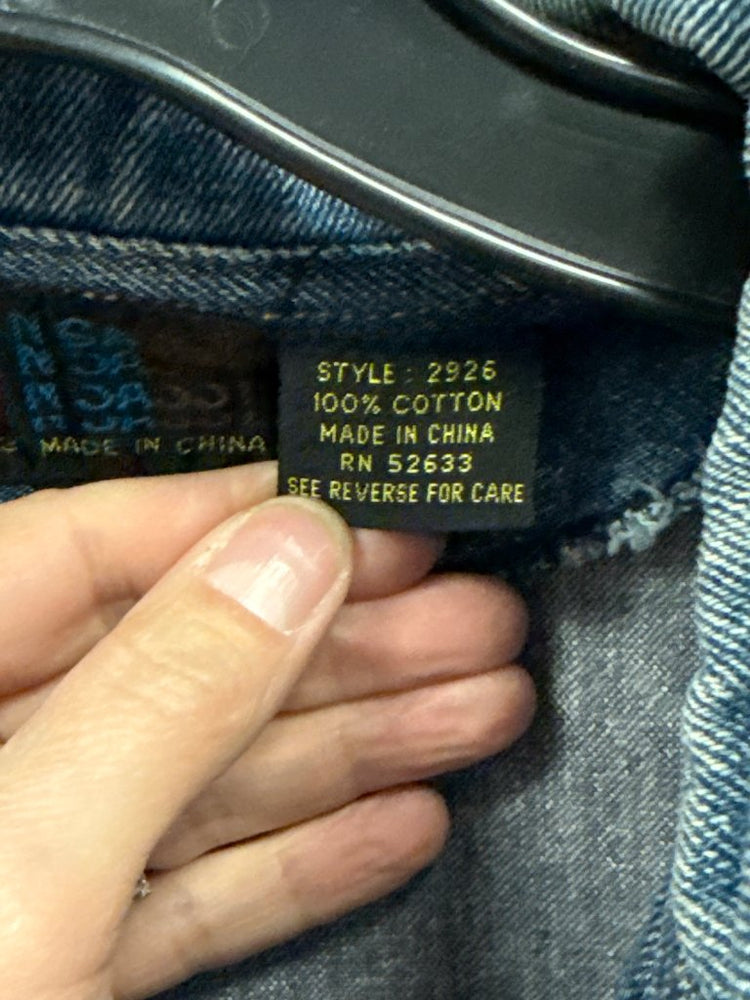 MADE IN CHINA
STYLE : 2926
100% COTTON
MADE IN CHINA
RN 52633
SEE REVERSE FOR CARE